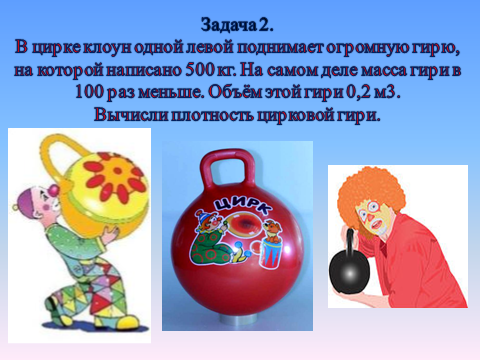 Задача 2.
В цирке клоун одной левой поднимает огромную гирю,
на которой написано 500 кг. На самом деле масса гири в
100 раз меньше. Объём этой гири 0,2 м3.
Вычисли плотность цирковой гири.
ЦИРК